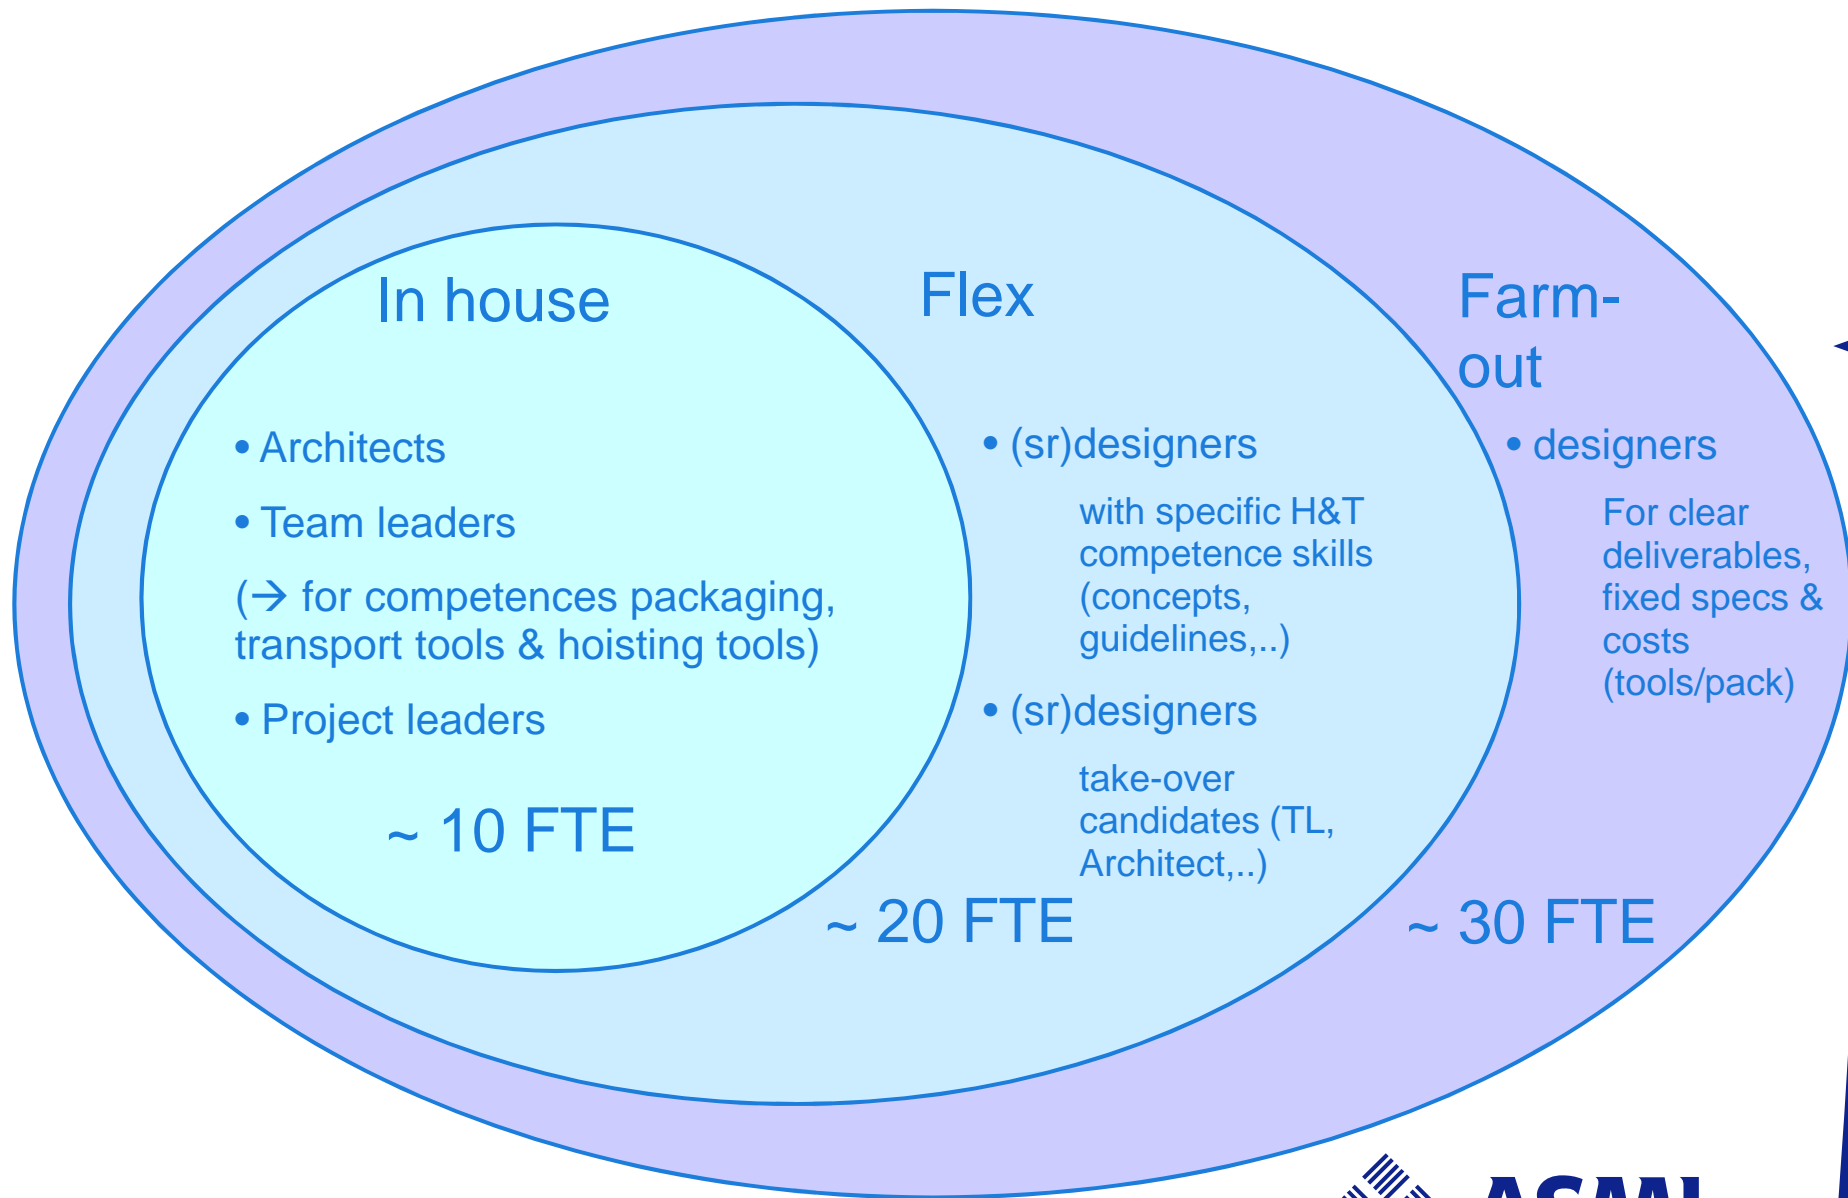 In house
• Architects
• Team leaders
(→ for competences packaging,
transport tools & hoisting tools)
• Project leaders
~ 10 FTE
Flex
• (sr)designers
with specific H&T
competence skills
(concepts,
guidelines,..)
• (sr)designers
take-over
candidates (TL,
Architect,..)
~ 20 FTE
Farm-
out
• designers
For clear
deliverables,
fixed specs &
costs
(tools/pack)
~ 30 FTE